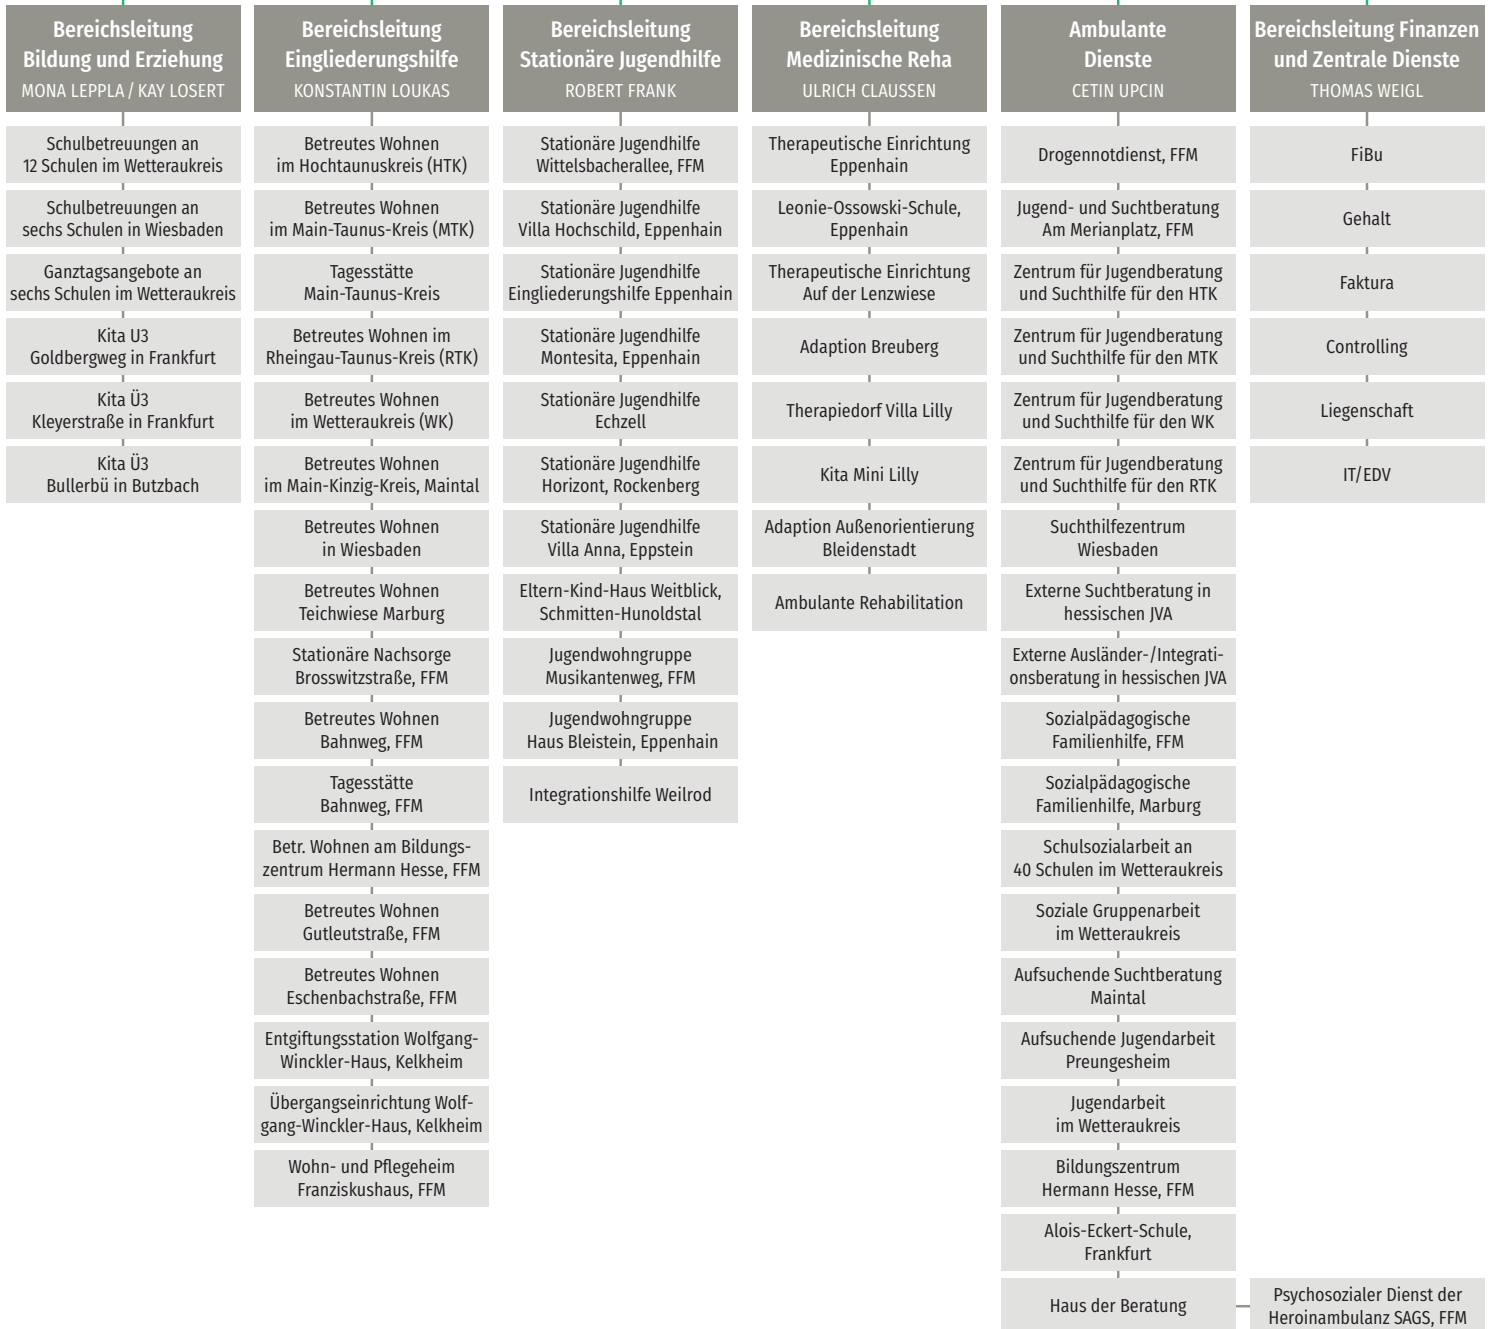 Bereichsleitung
Bildung und Erziehung
MONA LEPPLA / KAY LOSERT
Schulbetreuungen an
12 Schulen im Wetteraukreis
Schulbetreuungen an
sechs Schulen in Wiesbaden
Ganztagsangebote an
sechs Schulen im Wetteraukreis
Kita U3
Goldbergweg in Frankfurt
Kita Ü3
Kleyerstraße in Frankfurt
Kita Ü3
Bullerbü in Butzbach
Bereichsleitung
Eingliederungshilfe
KONSTANTIN LOUKAS
Betreutes Wohnen
im Hochtaunuskreis (HTK)
Betreutes Wohnen
im Main-Taunus-Kreis (MTK)
Tagesstätte
Main-Taunus-Kreis
Betreutes Wohnen im
Rheingau-Taunus-Kreis (RTK)
Betreutes Wohnen
im Wetteraukreis (WK)
Betreutes Wohnen
im Main-Kinzig-Kreis, Maintal
Betreutes Wohnen
in Wiesbaden
Betreutes Wohnen
Teichwiese Marburg
Stationäre Nachsorge
Brosswitzstraße, FFM
Betreutes Wohnen
Bahnweg, FFM
Tagesstätte
Bahnweg, FFM
Betr. Wohnen am Bildungs-
zentrum Hermann Hesse, FFM
Betreutes Wohnen
Gutleutstraße, FFM
Betreutes Wohnen
Eschenbachstraße, FFM
Entgiftungsstation Wolfgang-
Winckler-Haus, Kelkheim
Übergangseinrichtung Wolf-
gang-Winckler-Haus, Kelkheim
Wohn- und Pflegeheim
Franziskushaus, FFM
Bereichsleitung
Stationäre Jugendhilfe
ROBERT FRANK
Stationäre Jugendhilfe
Wittelsbacherallee, FFM
Stationäre Jugendhilfe
Villa Hochschild, Eppenhain
Stationäre Jugendhilfe
Eingliederungshilfe Eppenhain
Stationäre Jugendhilfe
Montesita, Eppenhain
Stationäre Jugendhilfe
Echzell
Stationäre Jugendhilfe
Horizont, Rockenberg
Stationäre Jugendhilfe
Villa Anna, Eppstein
Eltern-Kind-Haus Weitblick,
Schmitten-Hunoldstal
Jugendwohngruppe
Musikantenweg, FFM
Jugendwohngruppe
Haus Bleistein, Eppenhain
Integrationshilfe Weilrod
Bereichsleitung
Medizinische Reha
ULRICH CLAUSSEN
Therapeutische Einrichtung
Eppenhain
Leonie-Ossowski-Schule,
Eppenhain
Therapeutische Einrichtung
Auf der Lenzwiese
Adaption Breuberg
Therapiedorf Villa Lilly
Kita Mini Lilly
Adaption Außenorientierung
Bleidenstadt
Ambulante Rehabilitation
Ambulante
Dienste
CETIN UPCIN
Drogennotdienst, FFM
Jugend- und Suchtberatung
Am Merianplatz, FFM
Zentrum für Jugendberatung
und Suchthilfe für den HTK
Zentrum für Jugendberatung
und Suchthilfe für den MTK
Zentrum für Jugendberatung
und Suchthilfe für den WK
Zentrum für Jugendberatung
und Suchthilfe für den RTK
Suchthilfezentrum
Wiesbaden
Externe Suchtberatung in
hessischen JVA
Externe Ausländer-/Integrati-
onsberatung in hessischen JVA
Sozialpädagogische
Familienhilfe, FFM
Sozialpädagogische
Familienhilfe, Marburg
Schulsozialarbeit an
40 Schulen im Wetteraukreis
Soziale Gruppenarbeit
im Wetteraukreis
Aufsuchende Suchtberatung
Maintal
Aufsuchende Jugendarbeit
Preungesheim
Jugendarbeit
im Wetteraukreis
Bildungszentrum
Hermann Hesse, FFM
Alois-Eckert-Schule,
Frankfurt
Haus der Beratung
Bereichsleitung Finanzen
und Zentrale Dienste
THOMAS WEIGL
FiBu
Gehalt
Faktura
Controlling
Liegenschaft
IT/EDV
Psychosozialer Dienst der
Heroinambulanz SAGS, FFM